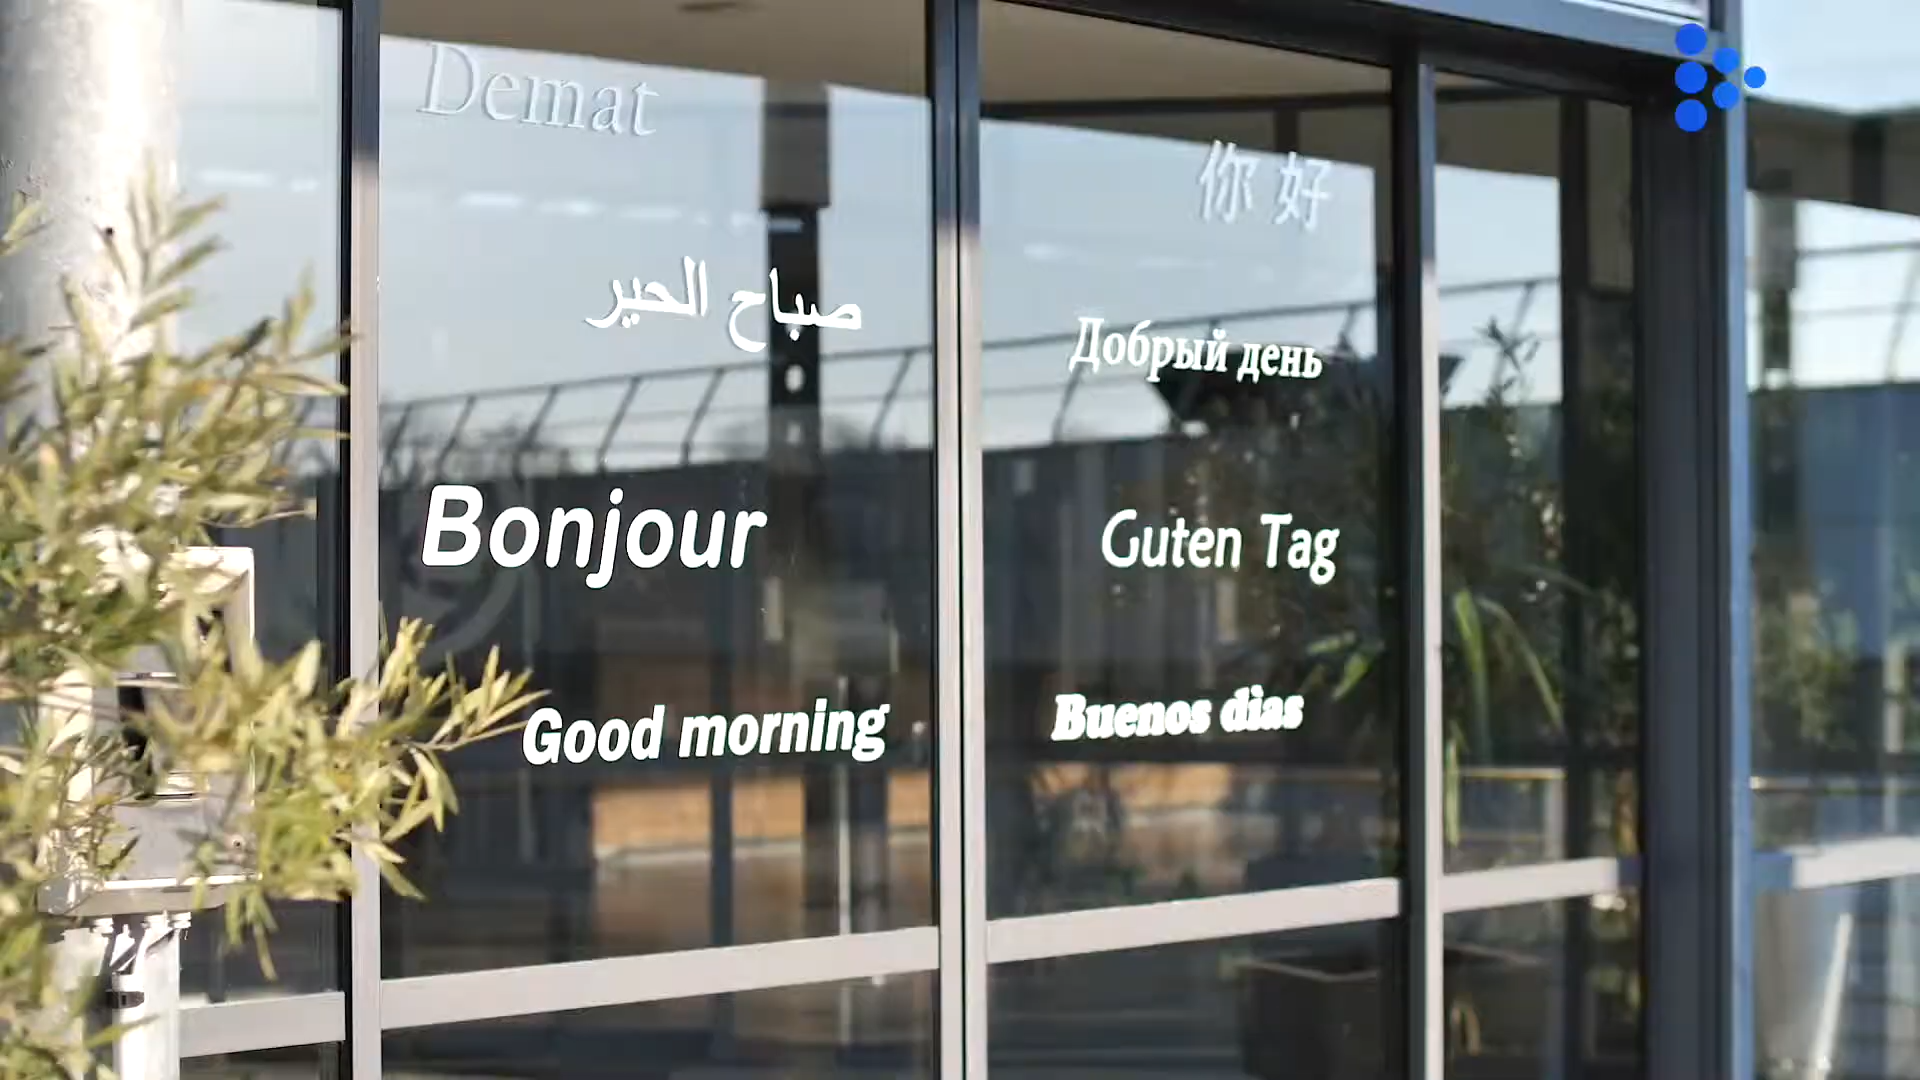 Demat
صباح الحير
Bonjour
Good morning
你好
Добрый день
Guten Tag
Buenos dias